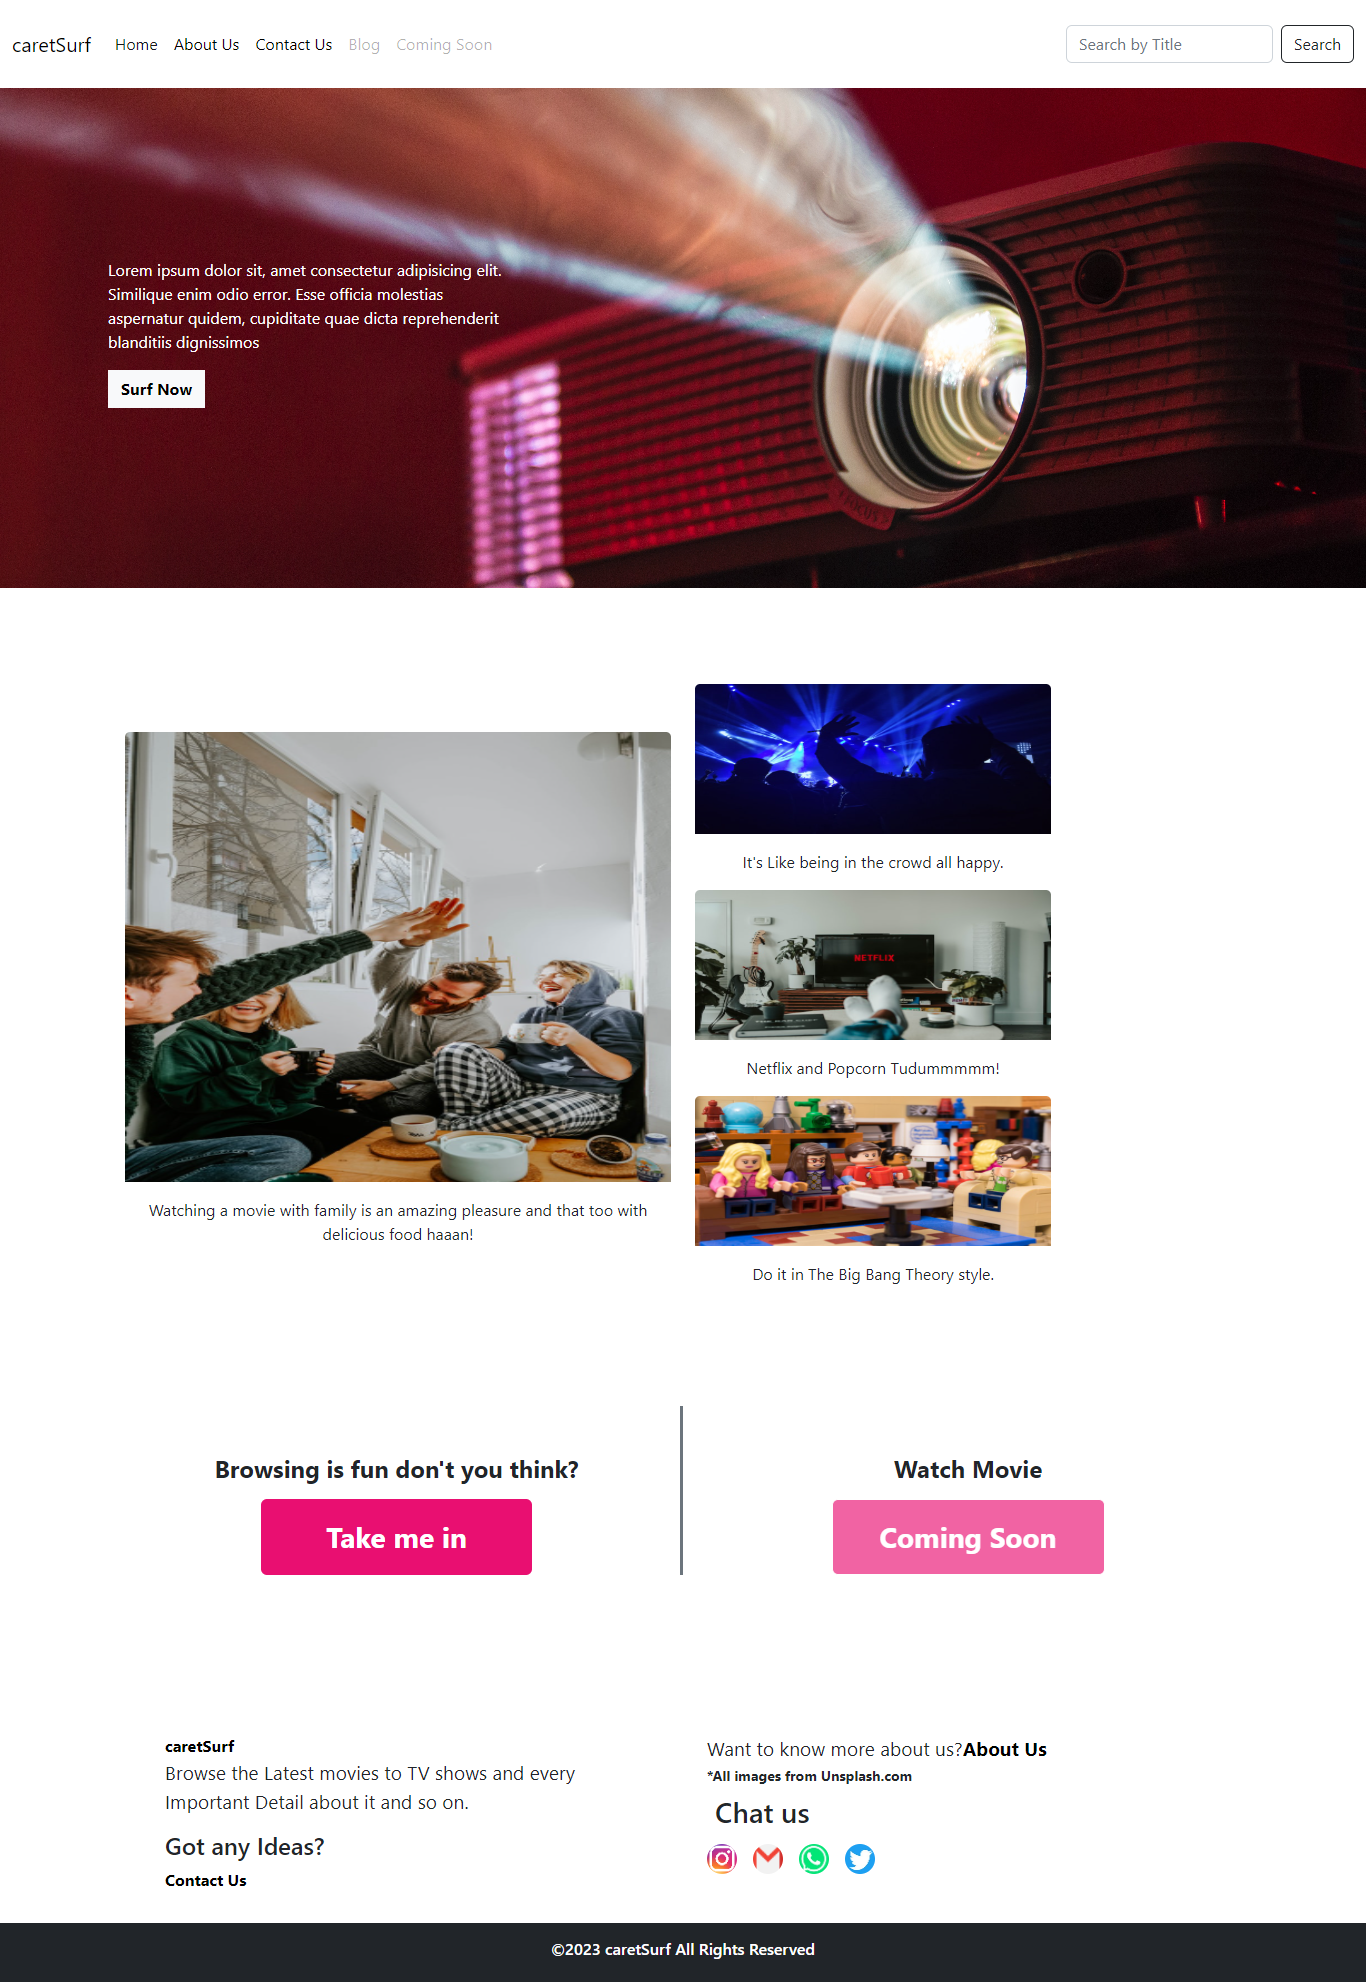 caretSurf Home About Us Contact Us Blog Coming Soon Search by Title Search
Lorem ipsum dolor sit, amet consectetur adipisicing elit.
Similique enim odio error. Esse officia molestias
aspernatur quidem, cupiditate quae dicta reprehenderit
blanditiis dignissimos
Surf Now
FOCUS
It's Like being in the crowd all happy.
NETFLIX
Netflix and Popcorn Tudummmmm!
Do it in The Big Bang Theory style.
Watching a movie with family is an amazing pleasure and that too with
delicious food haaan!
Browsing is fun don't you think?
Take me in
Watch Movie
Coming Soon
caretSurf
Browse the Latest movies to TV shows and every
Important Detail about it and so on.
Got any Ideas?
Contact Us
Want to know more about us?About Us
*All images from Unsplash.com
Chat us
©2023 caretSurf All Rights Reserved